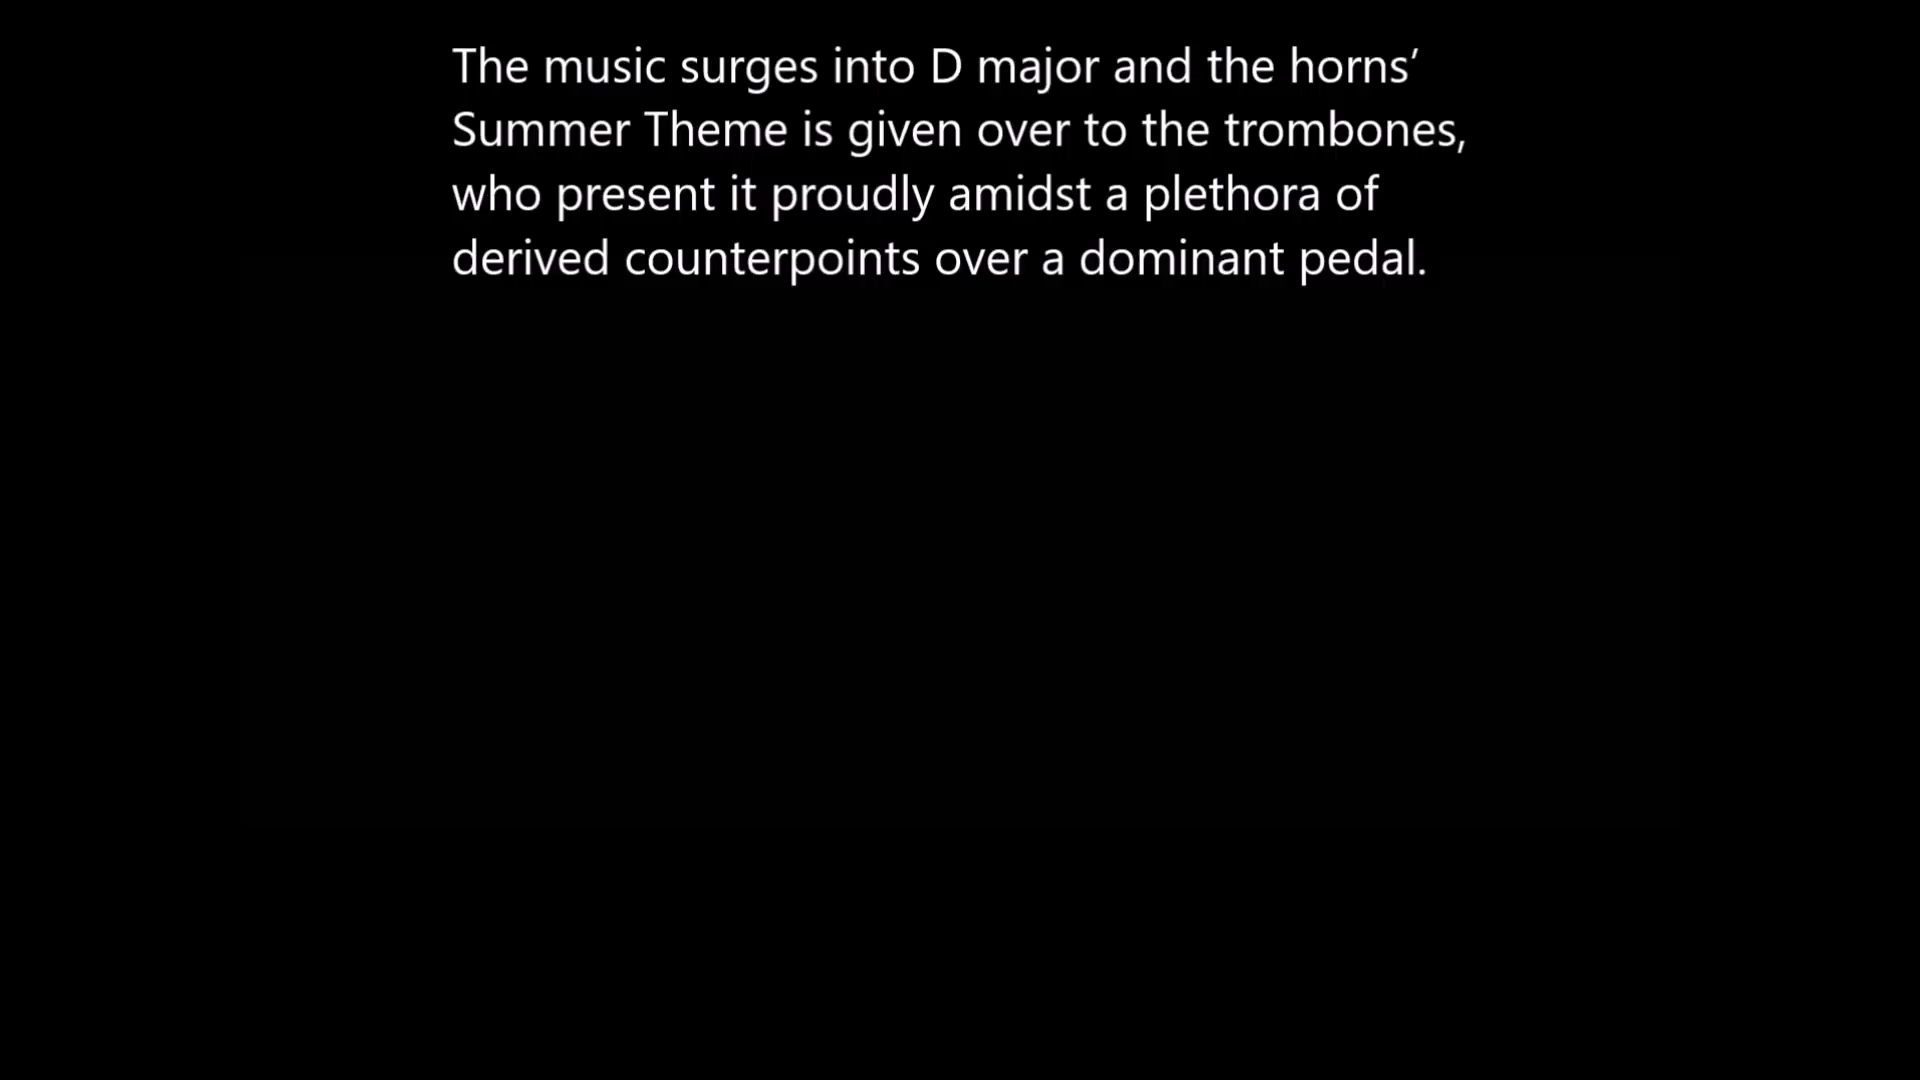 The music surges into D major and the horns’
Summer Theme is given over to the trombones,
who present it proudly amidst a plethora of
derived counterpoints over a dominant pedal.